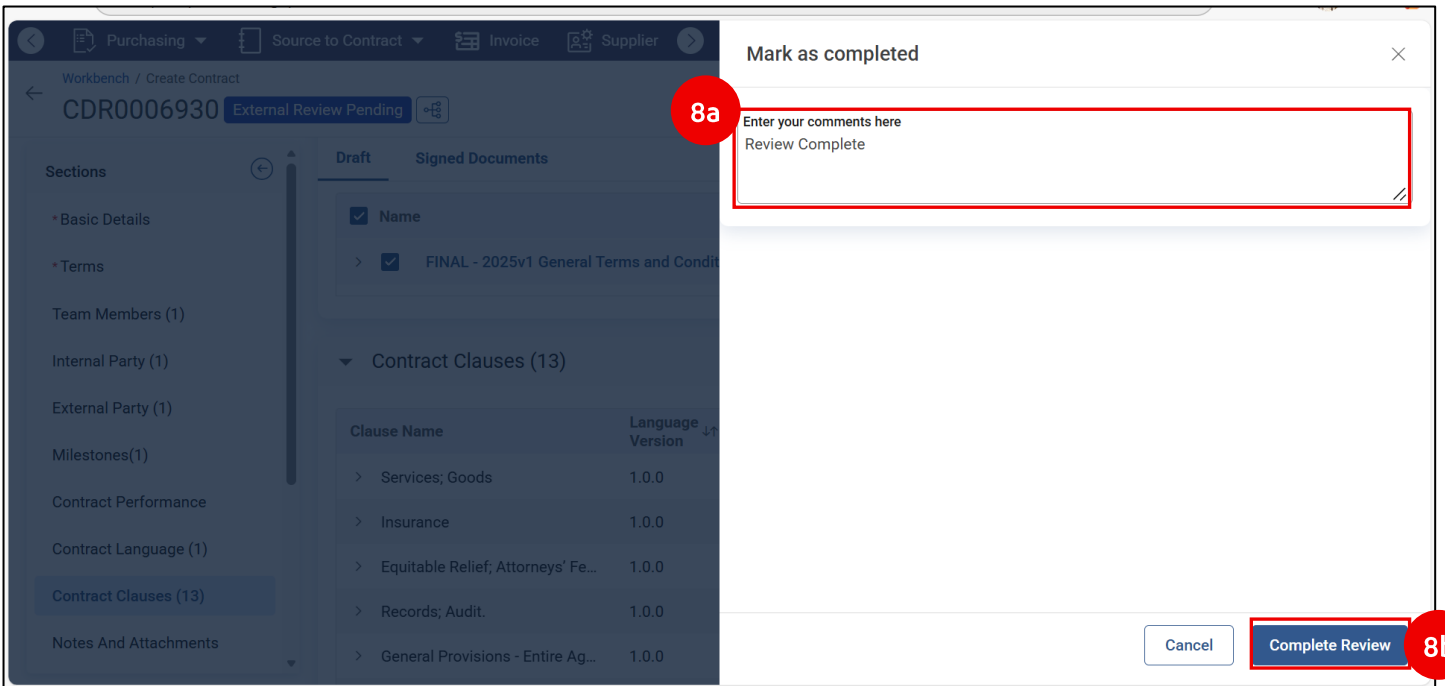 Purchasing
Source to Contract
Invoice
Supplier
Workbench / Create Contract
CDR0006930
External Review Pending
Sections
*Basic Details
*Terms
Team Members (1)
Internal Party (1)
External Party (1)
Milestones(1)
Contract Performance
Contract Language (1)
Contract Clauses (13)
Notes And Attachments
Draft
Signed Documents
Name
FINAL - 2025v1 General Terms and Condit
Contract Clauses (13)
Clause Name
Language
Version
Services; Goods 1.0.0
Insurance 1.0.0
Equitable Relief; Attorneys' Fe... 1.0.0
Records; Audit. 1.0.0
General Provisions - Entire Ag... 1.0.0
Mark as completed
8a
Enter your comments here
Review Complete
Cancel
Complete Review
8b